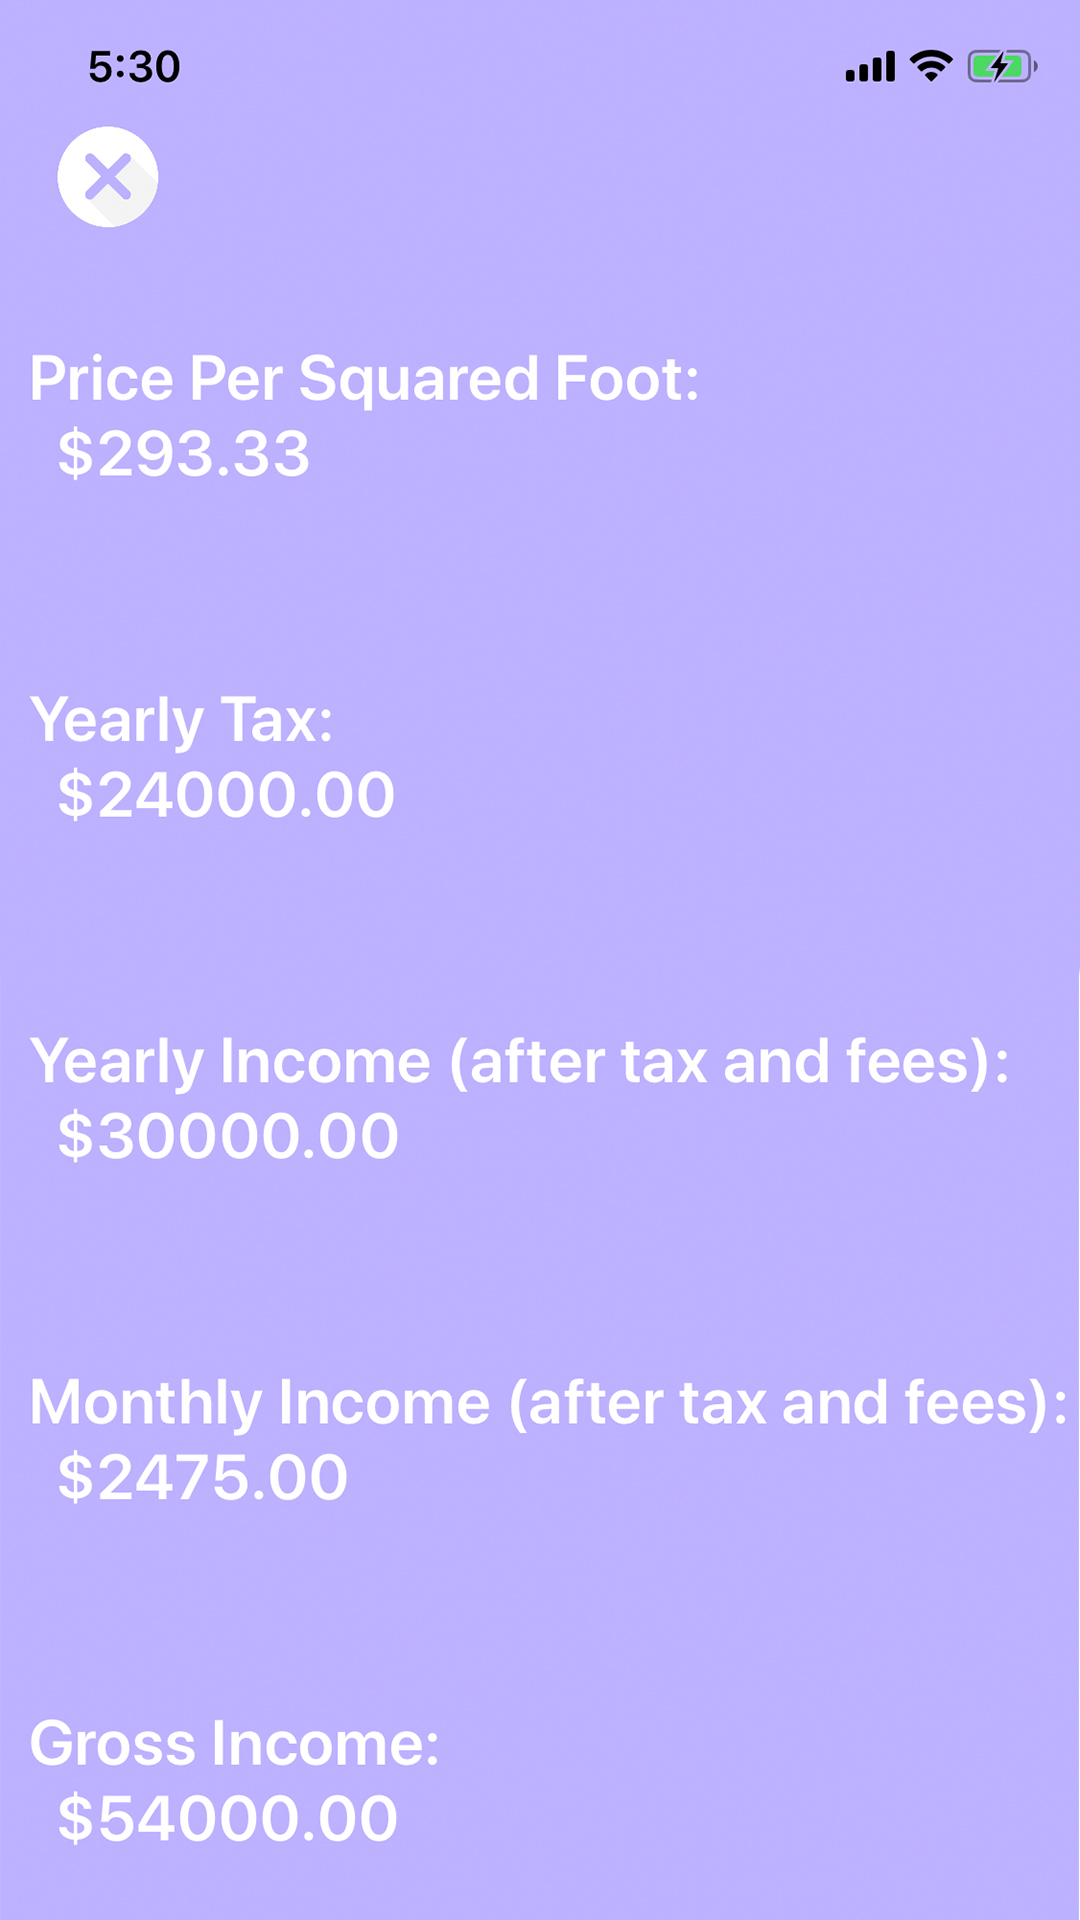 5:30
Price Per Squared Foot:
$293.33
Yearly Tax:
$24000.00
Yearly Income (after tax and fees):
$30000.00
Monthly Income (after tax and fees):
$2475.00
Gross Income:
$54000.00